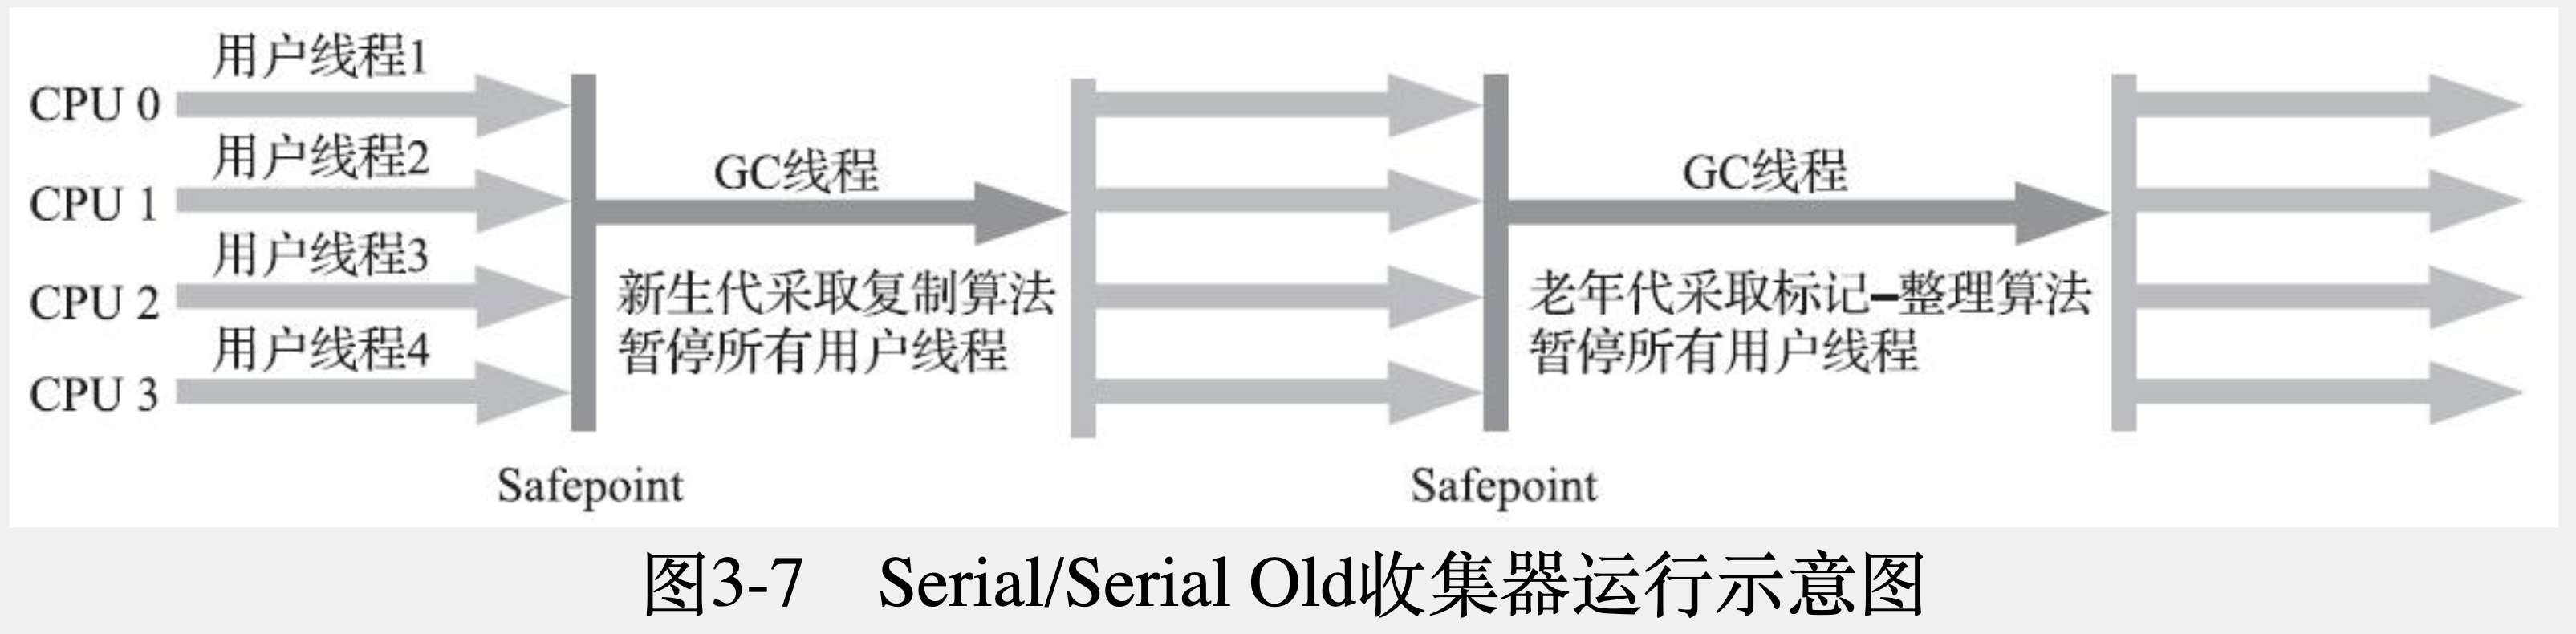 用户线程1
CPU 0
用户线程2
CPU 1
用户线程3
CPU 2
用户线程4
CPU 3
GC线程
新生代采取复制算法
暂停所有用户线程
GC线程
老年代采取标记–整理算法
暂停所有用户线程
Safepoint
Safepoint
图3-7 Serial/Serial Old收集器运行示意图